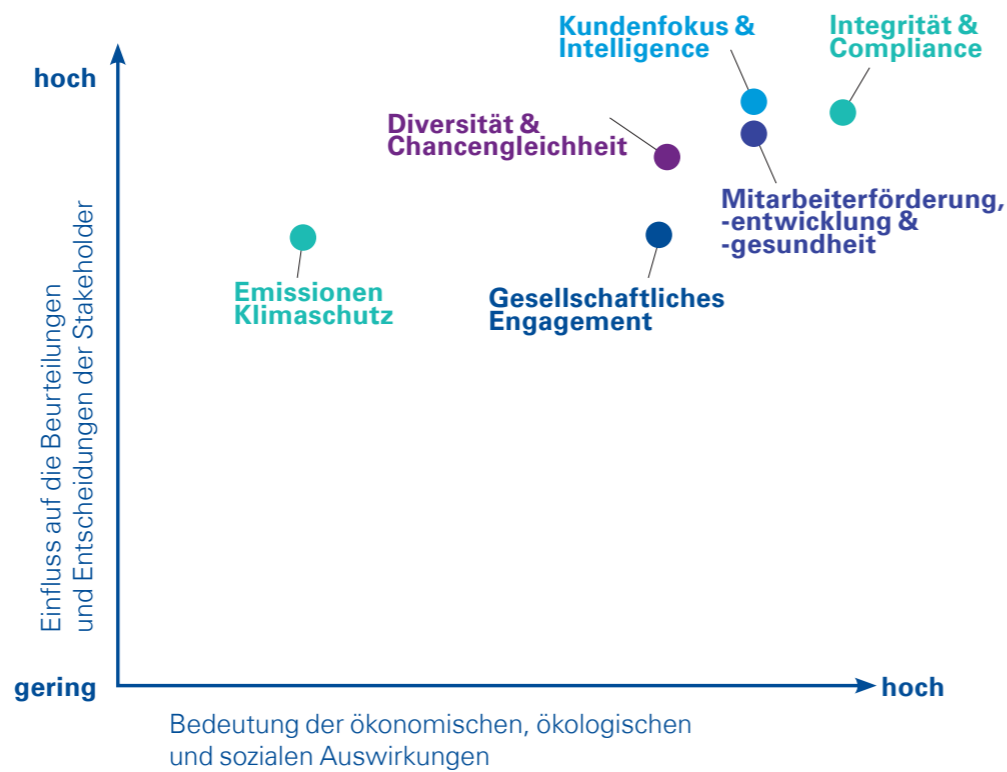 Kundenfokus &
Intelligence
Integrität &
Compliance
hoch
Diversität &
Chancengleichheit
Mitarbeiterförderung,
-entwicklung &
-gesundheit
Emissionen
Klimaschutz
Gesellschaftliches
Engagement
Einfluss auf die Beurteilungen
und Entscheidungen der Stakeholder
gering
hoch
Bedeutung der ökonomischen, ökologischen
und sozialen Auswirkungen